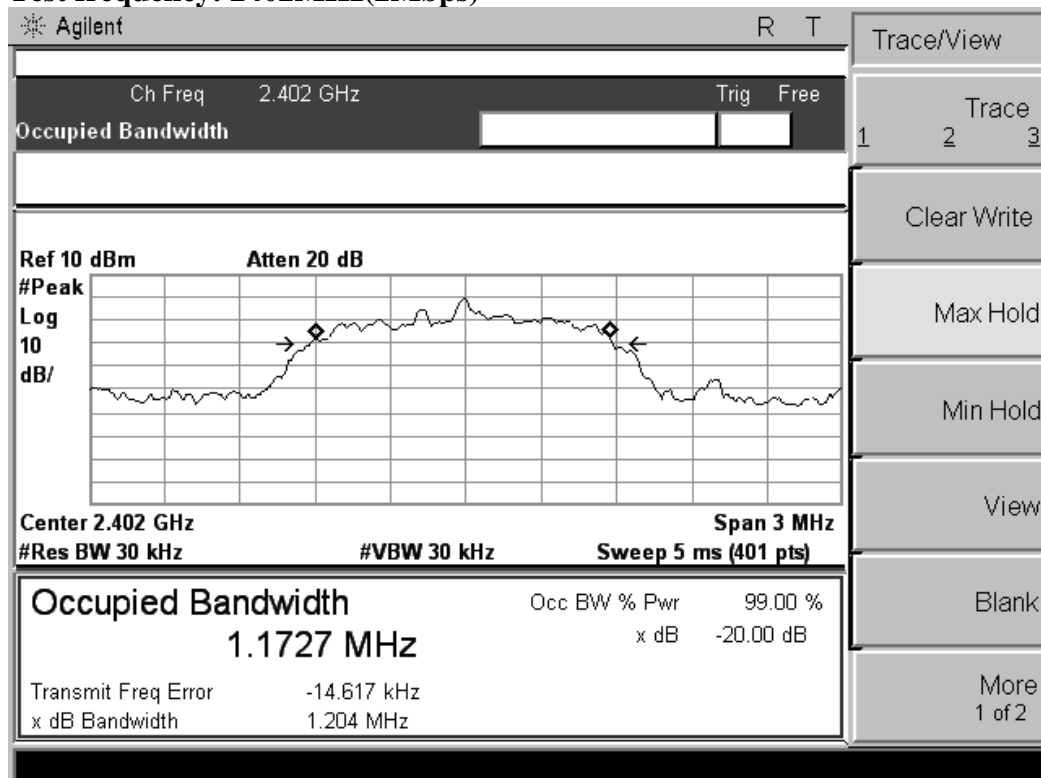 Test frequency: 2402MHz(2Mbps)
Agilent R T
Trace/View
Ch Freq 2.402 GHz Trig Free
Occupied Bandwidth
Trace
1 2 3
Clear Write
Max Hold
Min Hold
View
Blank
More
1 of 2
Ref 10 dBm Atten 20 dB
#Peak
Log
10
dB/
Center 2.402 GHz Span 3 MHz
#Res BW 30 kHz #VBW 30 kHz Sweep 5 ms (401 pts)
Occupied Bandwidth Occ BW % Pwr 99.00 %
1.1727 MHz x dB -20.00 dB
Transmit Freq Error -14.617 kHz
x dB Bandwidth 1.204 MHz